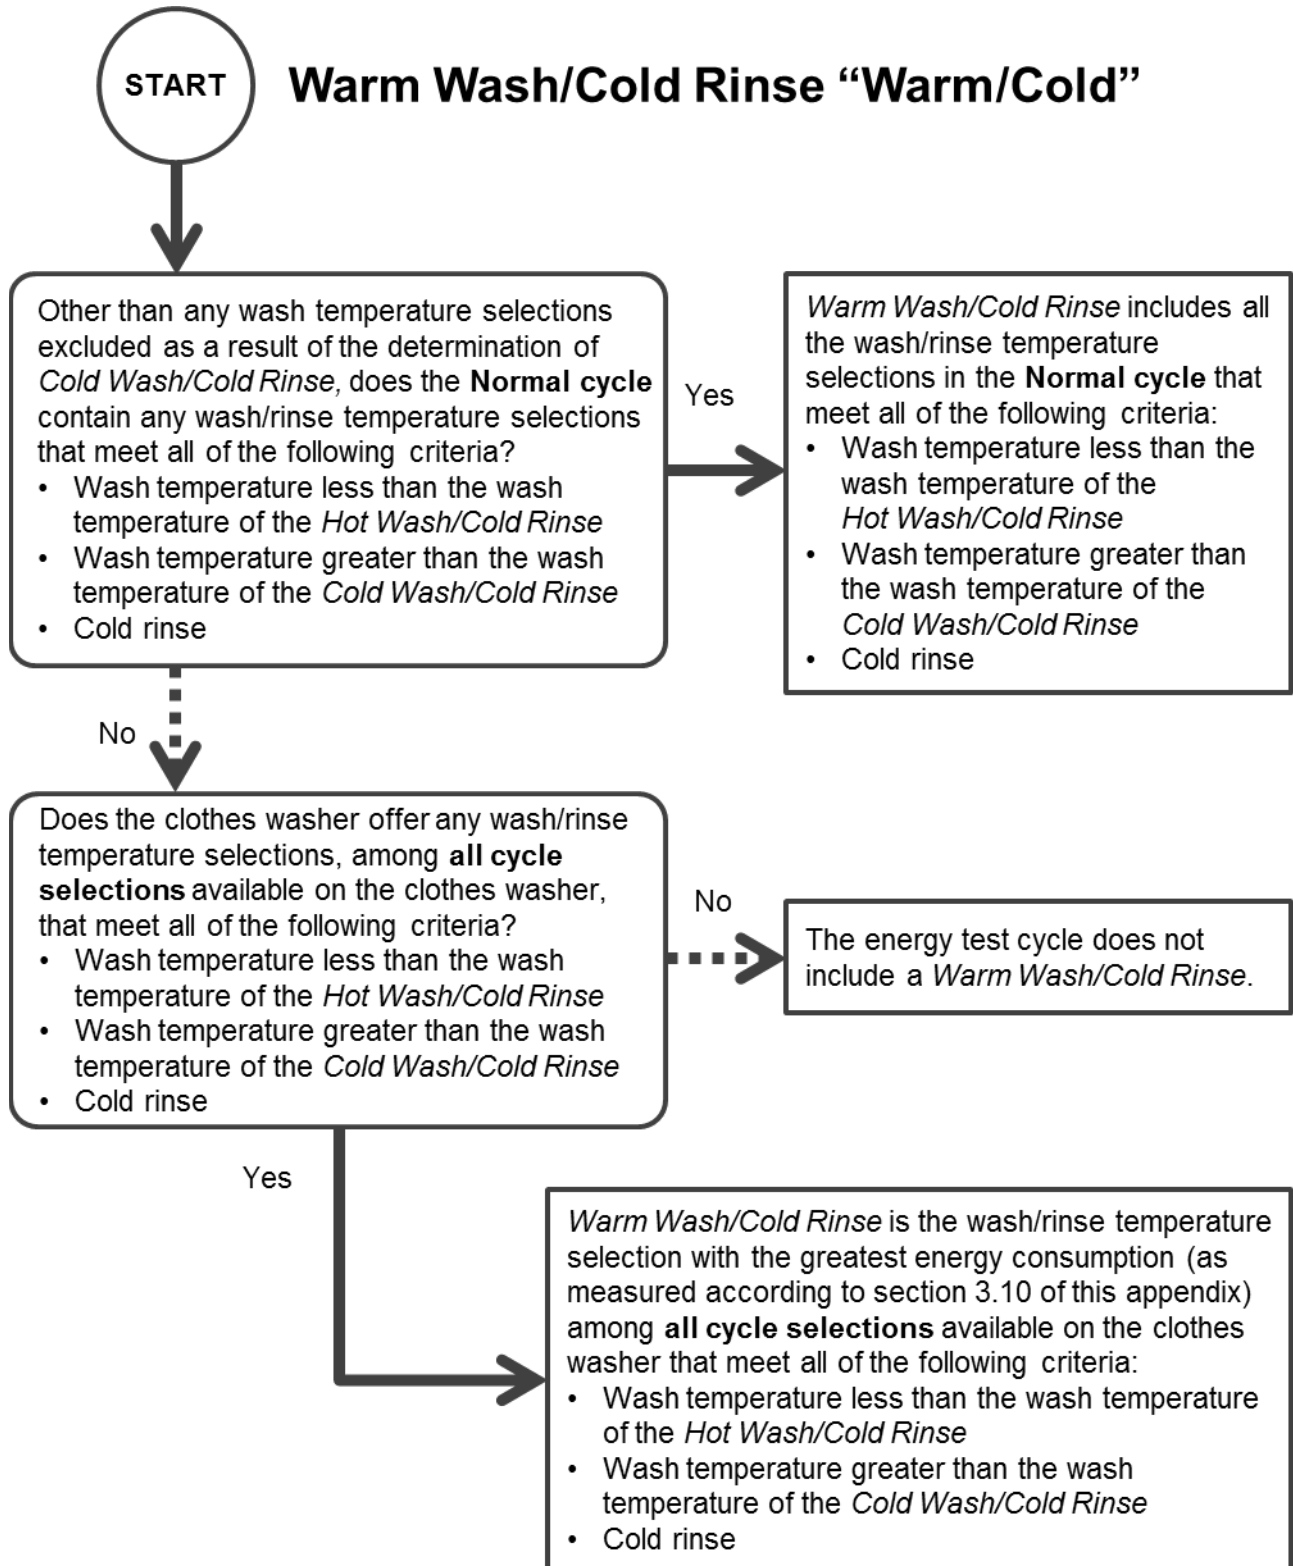 START
Warm Wash/Cold Rinse “Warm/Cold”
Other than any wash temperature selections
excluded as a result of the determination of
Cold Wash/Cold Rinse, does the Normal cycle
contain any wash/rinse temperature selections
that meet all of the following criteria?
• Wash temperature less than the wash
temperature of the Hot Wash/Cold Rinse
• Wash temperature greater than the wash
temperature of the Cold Wash/Cold Rinse
• Cold rinse
Yes
Warm Wash/Cold Rinse includes all
the wash/rinse temperature
selections in the Normal cycle that
meet all of the following criteria:
• Wash temperature less than the
wash temperature of the
Hot Wash/Cold Rinse
• Wash temperature greater than
the wash temperature of the
Cold Wash/Cold Rinse
• Cold rinse
No
Does the clothes washer offer any wash/rinse
temperature selections, among all cycle
selections available on the clothes washer,
that meet all of the following criteria?
• Wash temperature less than the wash
temperature of the Hot Wash/Cold Rinse
• Wash temperature greater than the wash
temperature of the Cold Wash/Cold Rinse
• Cold rinse
No
The energy test cycle does not
include a Warm Wash/Cold Rinse.
Yes
Warm Wash/Cold Rinse is the wash/rinse temperature
selection with the greatest energy consumption (as
measured according to section 3.10 of this appendix)
among all cycle selections available on the clothes
washer that meet all of the following criteria:
• Wash temperature less than the wash temperature
of the Hot Wash/Cold Rinse
• Wash temperature greater than the wash
temperature of the Cold Wash/Cold Rinse
• Cold rinse